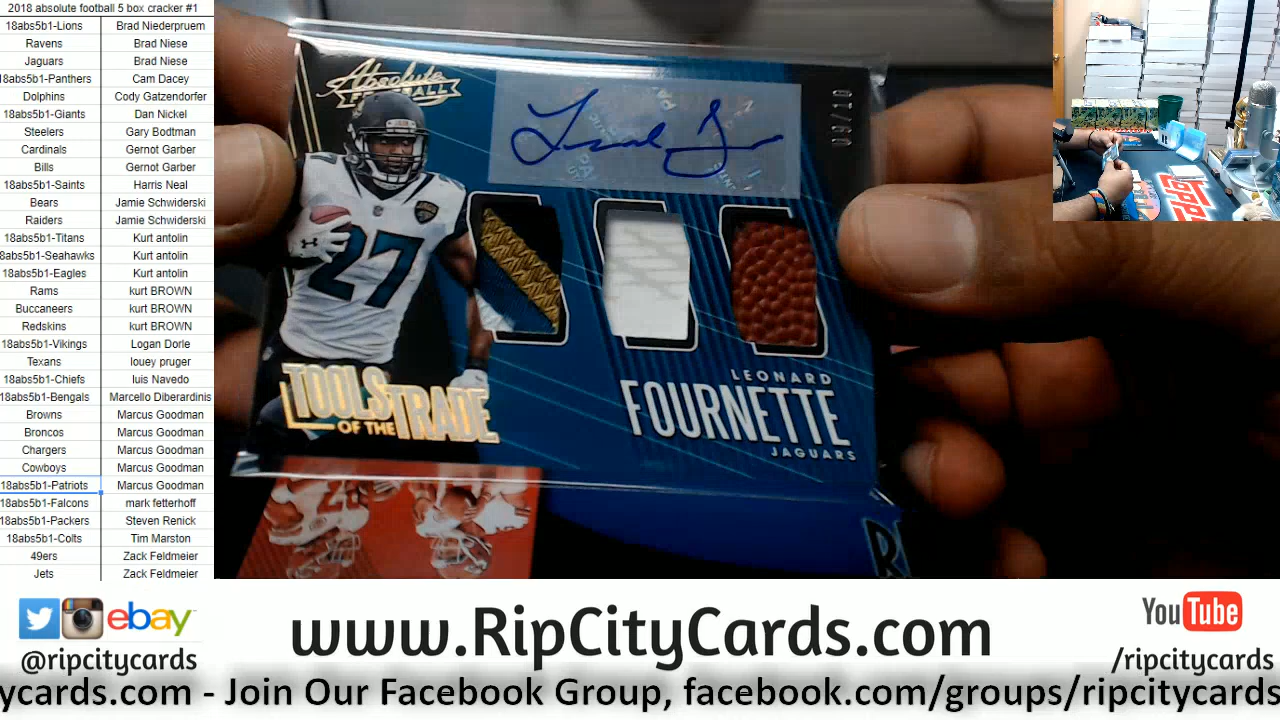 2018 absolute football 5 box cracker #1
18abs5b1-Lions Brad Niederpruem
Ravens Brad Niese
Jaguars Brad Niese
18abs5b1-Panthers Cam Dacey
Dolphins Cody Gatzendorfer
18abs5b1-Giants Dan Nickel
Steelers Gary Bodtman
Cardinals Gernot Garber
Bills Gernot Garber
18abs5b1-Saints Harris Neal
Bears Jamie Schwiderski
Raiders Jamie Schwiderski
18abs5b1-Titans Kurt antolin
8abs5b1-Seahawks Kurt antolin
18abs5b1-Eagles Kurt antolin
Rams kurt BROWN
Buccaneers kurt BROWN
Redskins kurt BROWN
18abs5b1-Vikings Logan Dorle
Texans louey pruger
18abs5b1-Chiefs luis Navedo
18abs5b1-Bengals Marcello Diberardinis
Browns Marcus Goodman
Broncos Marcus Goodman
Chargers Marcus Goodman
Cowboys Marcus Goodman
18abs5b1-Patriots Marcus Goodman
18abs5b1-Falcons mark fetterhoff
18abs5b1-Packers Steven Renick
18abs5b1-Colts Tim Marston
49ers Zack Feldmeier
Jets Zack Feldmeier
Absolute
FOOTBALL
09/10
27
TOOLS
OF THE TRADE
LEONARD
FOURNETTE
JAGUARS
Topps
ebay
@ripcitycards
www.RipCityCards.com
YouTube
/ripcitycards
ycards.com - Join Our Facebook Group, facebook.com/groups/ripcitycards